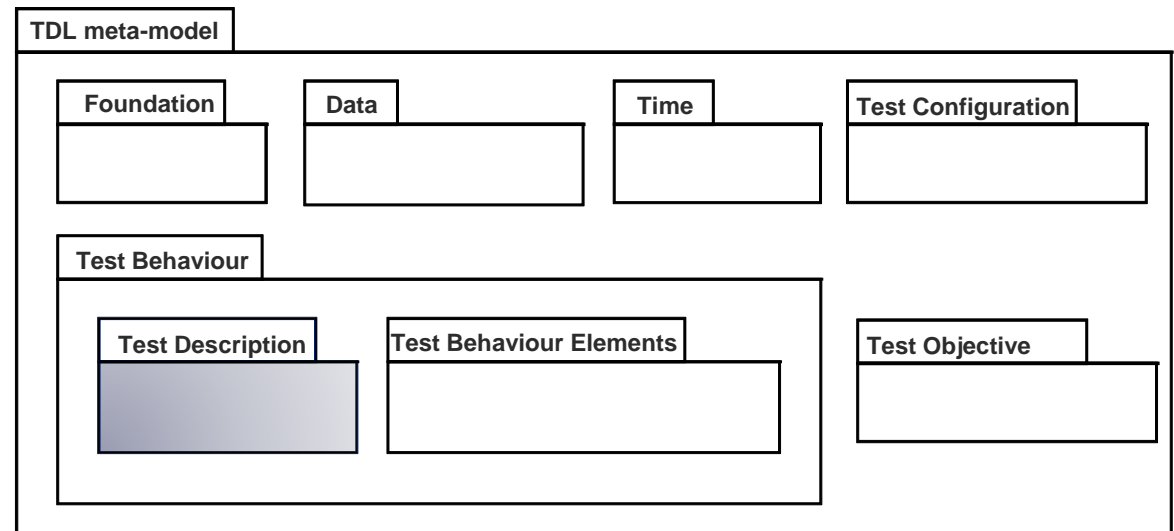 TDL meta-model
Foundation
Data
Time
Test Configuration
Test Behaviour
Test Description
Test Behaviour Elements
Test Objective